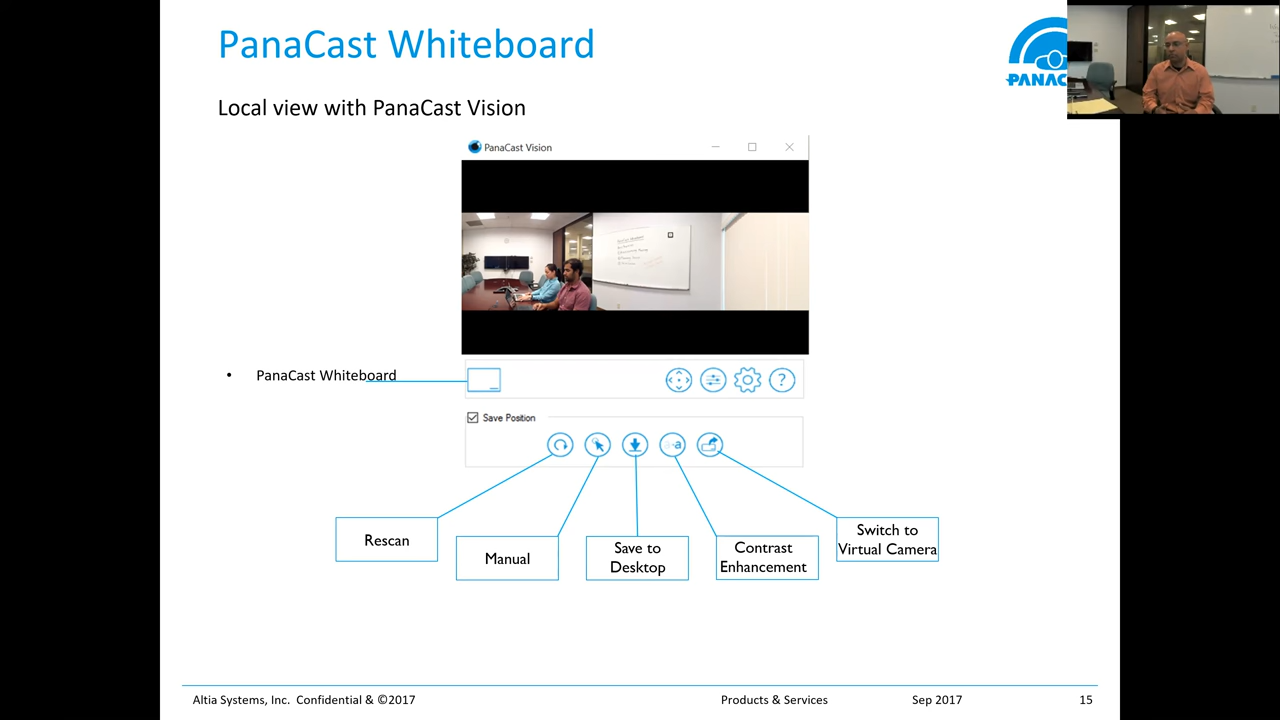 PanaCast Whiteboard
PANAC
Local view with PanaCast Vision
PanaCast Vision
• PanaCast Whiteboard
?
Save Position
-a
Rescan
Manual
Save to
Desktop
Contrast
Enhancement
Switch to
Virtual Camera
Altia Systems, Inc. Confidential & ©2017
Products & Services
Sep 2017
15